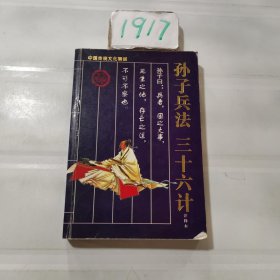 1917
中国传统文化精粹
孙子兵法 三十六计
孙子曰：兵者，国之大事，
死生之地，存亡之道，
不可不察也。